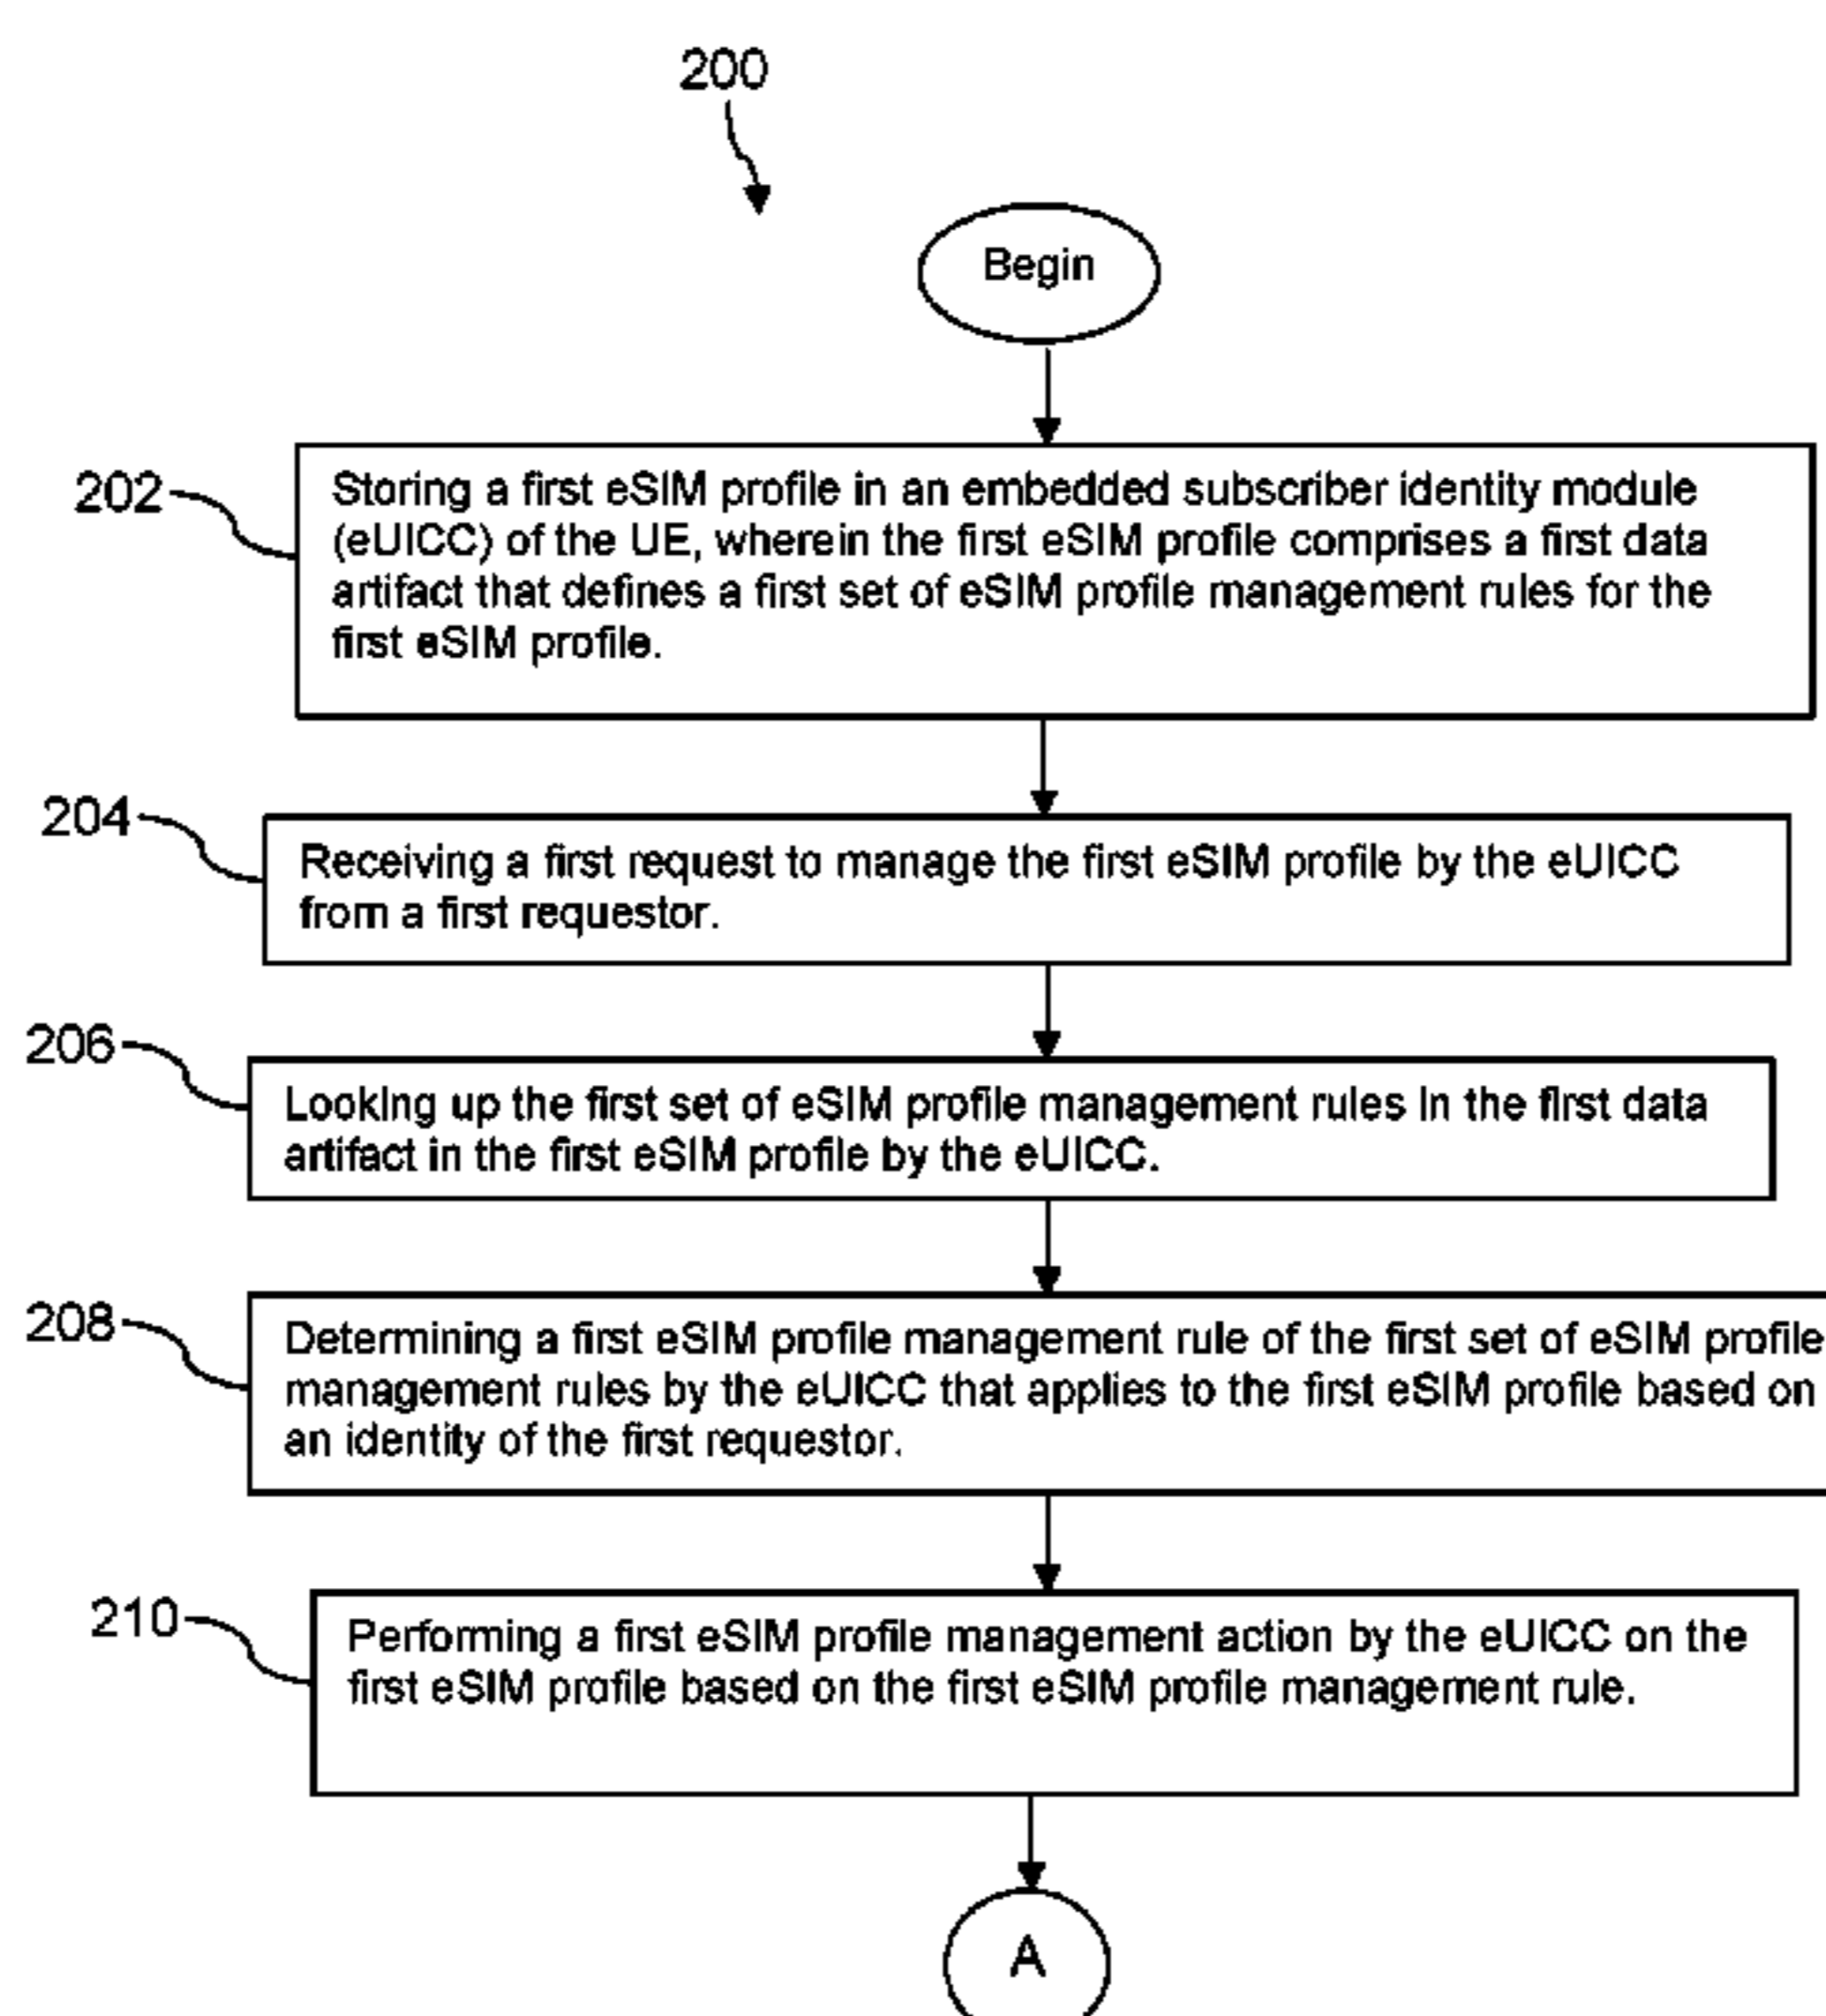 200
Begin
202
Storing a first eSIM profile in an embedded subscriber identity module
(eUICC) of the UE, wherein the first eSIM profile comprises a first data
artifact that defines a first set of eSIM profile management rules for the
first eSIM profile.
204
Receiving a first request to manage the first eSIM profile by the eUICC
from a first requestor.
206
Looking up the first set of eSIM profile management rules in the first data
artifact in the first eSIM profile by the eUICC.
208
Determining a first eSIM profile management rule of the first set of eSIM profile
management rules by the eUICC that applies to the first eSIM profile based on
an identity of the first requestor.
210
Performing a first eSIM profile management action by the eUICC on the
first eSIM profile based on the first eSIM profile management rule.
A